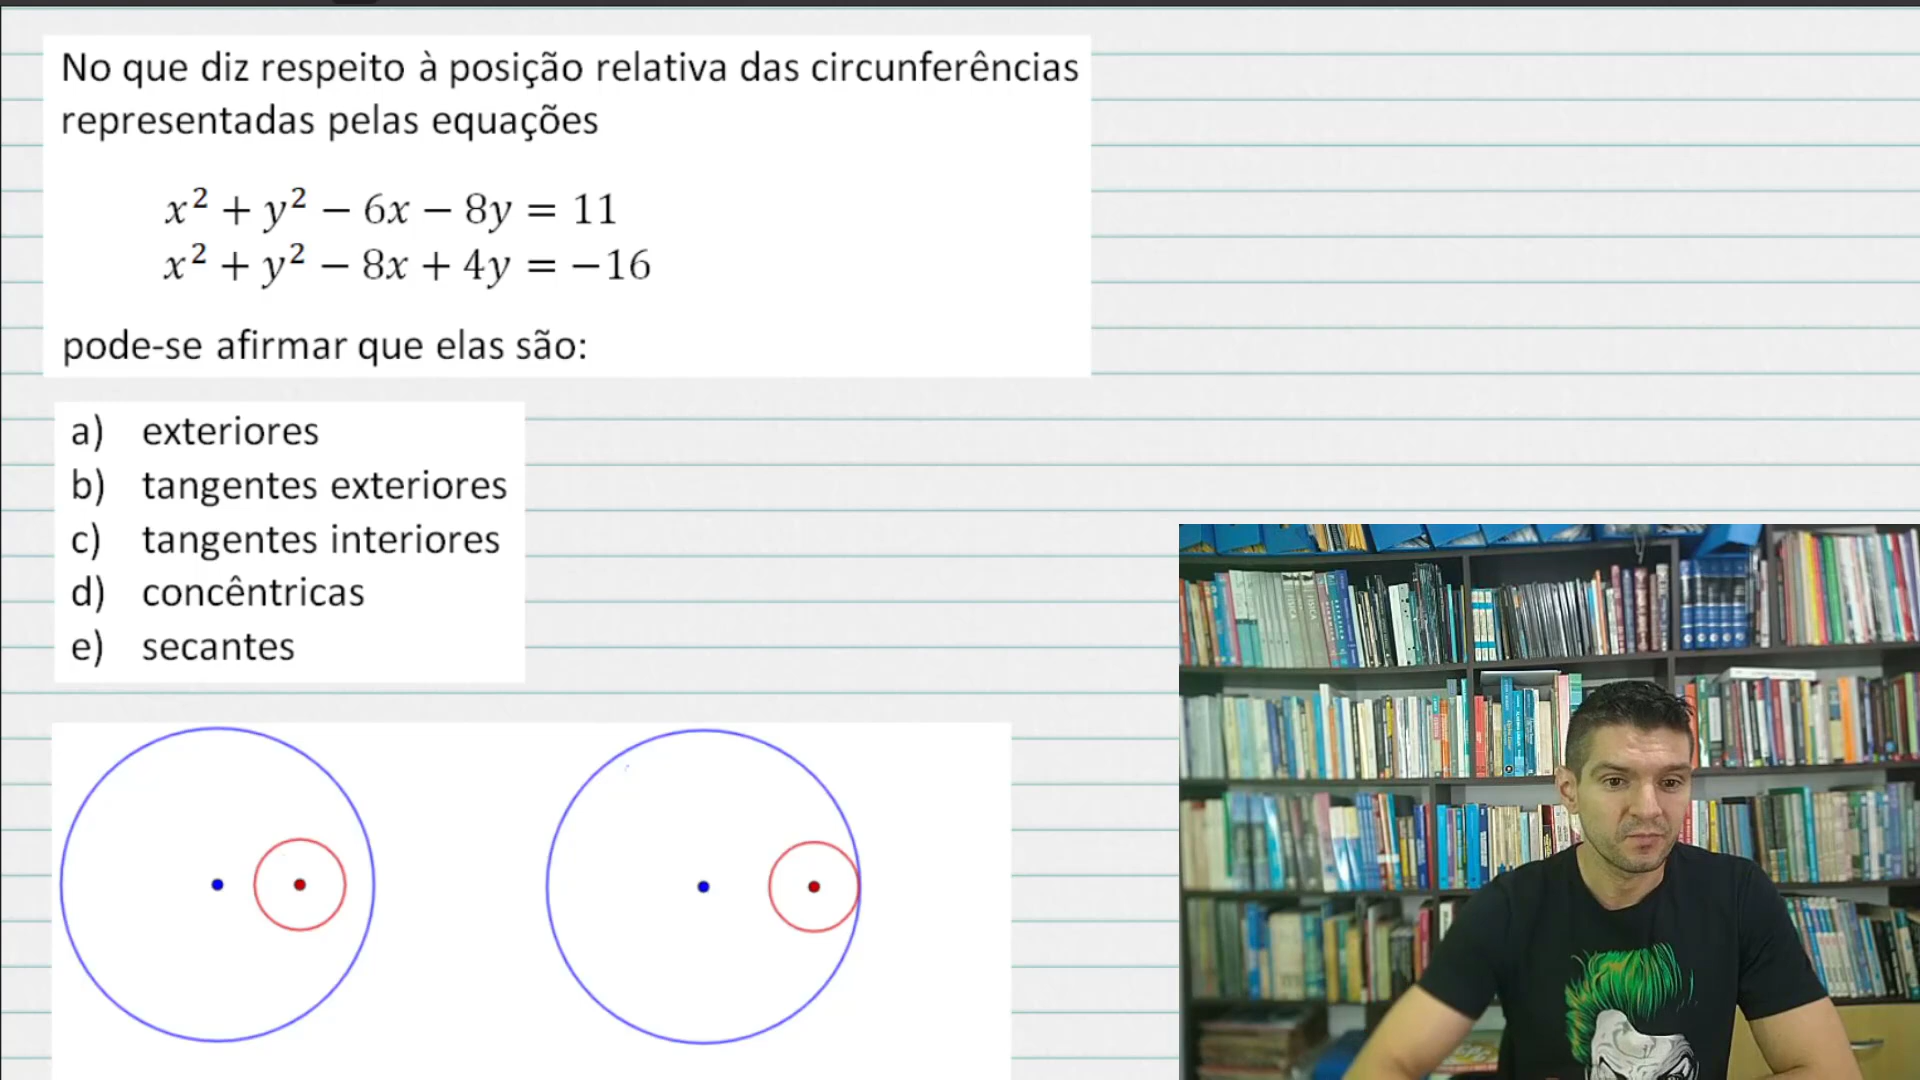 No que diz respeito à posição relativa das circunferências
representadas pelas equações
x² + y² − 6x − 8y = 11
x² + y² − 8x + 4y = −16
pode-se afirmar que elas são:
a) exteriores
b) tangentes exteriores
c) tangentes interiores
d) concêntricas
e) secantes